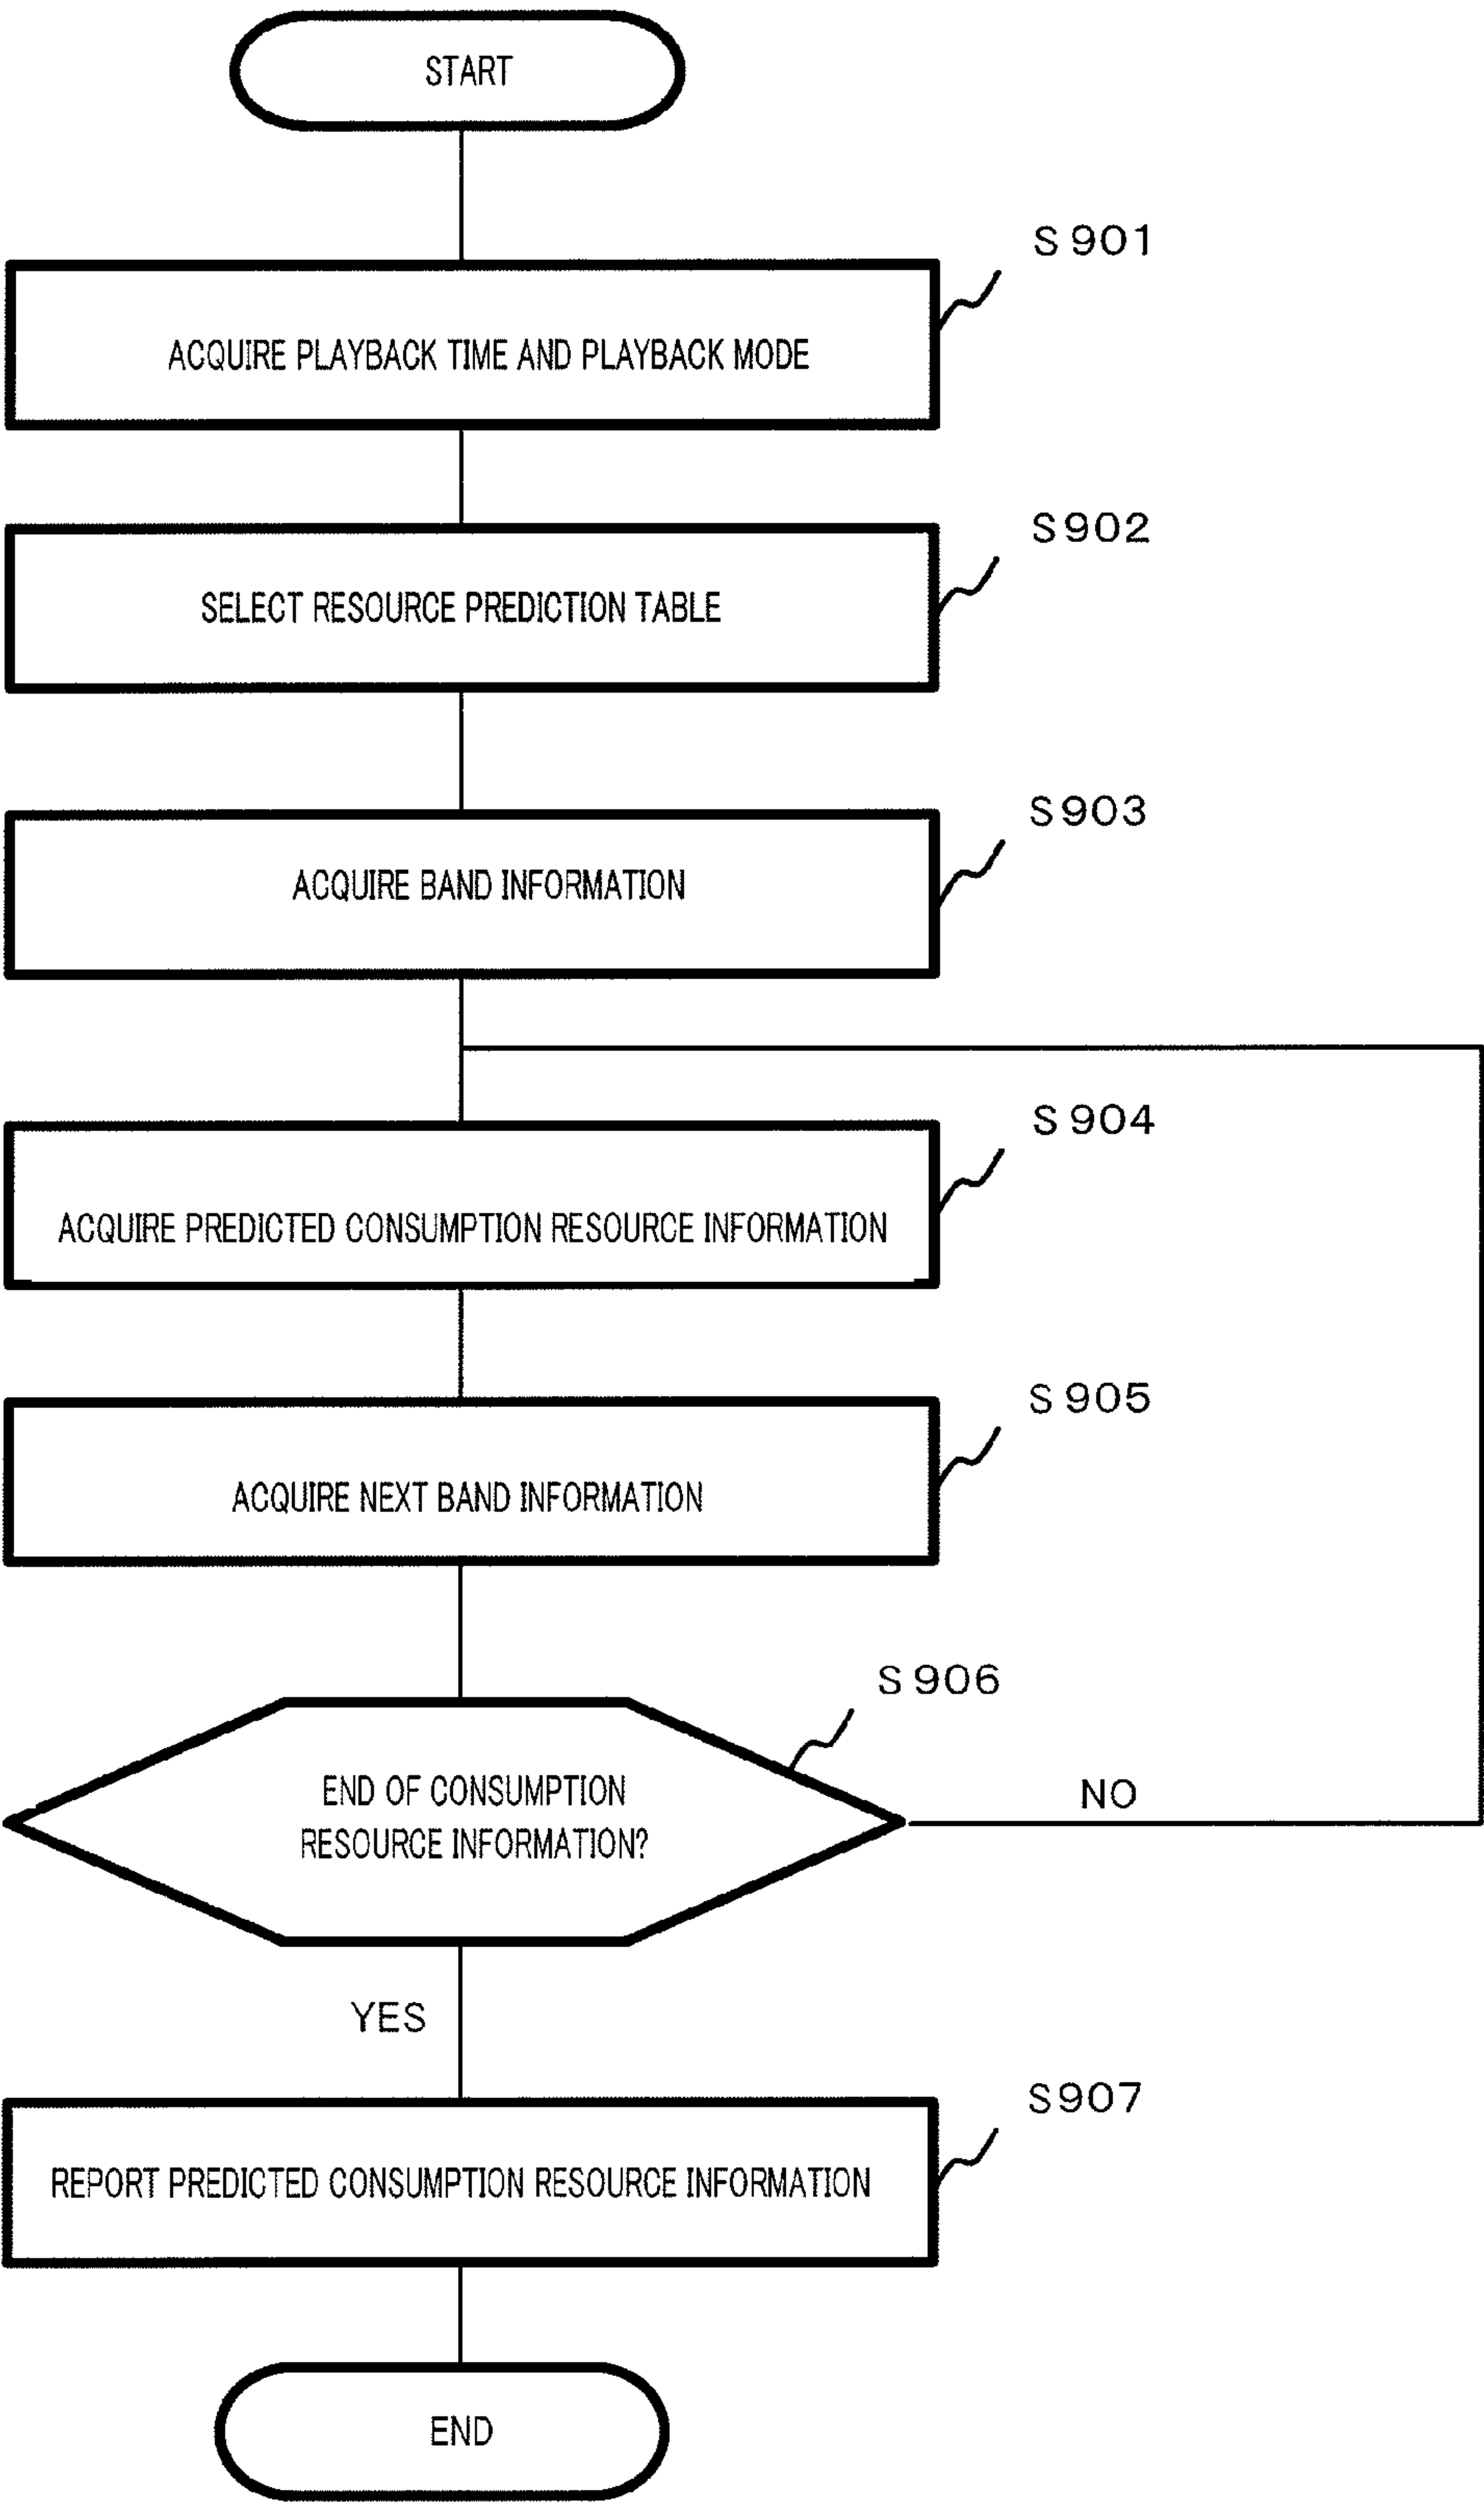 START
S901
ACQUIRE PLAYBACK TIME AND PLAYBACK MODE
S902
SELECT RESOURCE PREDICTION TABLE
S903
ACQUIRE BAND INFORMATION
S904
ACQUIRE PREDICTED CONSUMPTION RESOURCE INFORMATION
S905
ACQUIRE NEXT BAND INFORMATION
S906
END OF CONSUMPTION
RESOURCE INFORMATION?
NO
YES
S907
REPORT PREDICTED CONSUMPTION RESOURCE INFORMATION
END